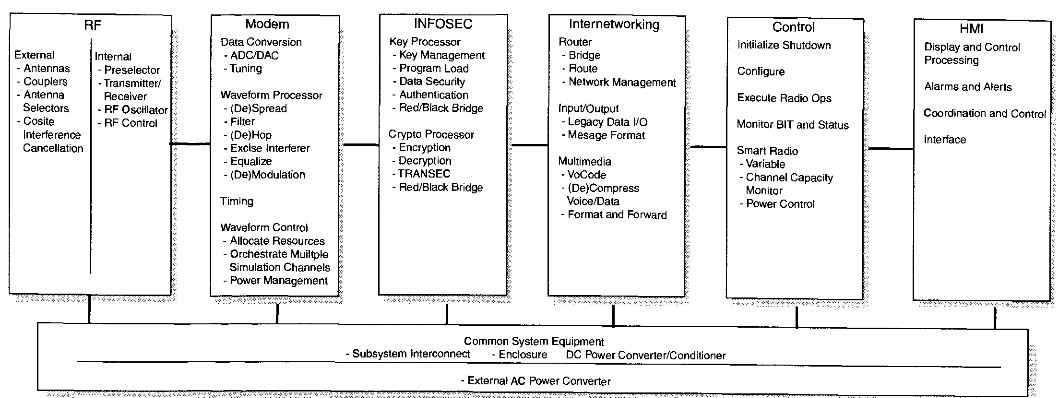 RF
External
- Antennas
- Couplers
- Antenna
Selectors
- Cosite
Interference
Cancellation
Internal
- Preselector
- Transmitter/
Receiver
- RF Oscillator
- RF Control
Modem
Data Conversion
- ADC/DAC
- Tuning
Waveform Processor
- (De)Spread
- Filter
- (De)Hop
- Excise Interferer
- Equalize
- (De)Modulation
Timing
Waveform Control
- Allocate Resources
- Orchestrate Muiltple
Simulation Channels
- Power Management
INFOSEC
Key Processor
- Key Management
- Program Load
- Data Security
- Authentication
- Red/Black Bridge
Crypto Processor
- Encryption
- Decryption
- TRANSEC
- Red/Black Bridge
Internetworking
Router
- Bridge
- Route
- Network Management
Input/Output
- Legacy Data I/O
- Mesage Format
Multimedia
- VoCode
- (De)Compress
Voice/Data
- Format and Forward
Control
Initiialize Shutdown
Configure
Execute Radio Ops
Monitor BIT and Status
Smart Radio
- Variable
- Channel Capacity
Monitor
- Power Control
HMI
Display and Control
Processing
Alarms and Alerts
Coordination and Control
Interface
Common System Equipment
- Subsystem Interconnect - Enclosure DC Power Converter/Conditioner
- External AC Power Converter